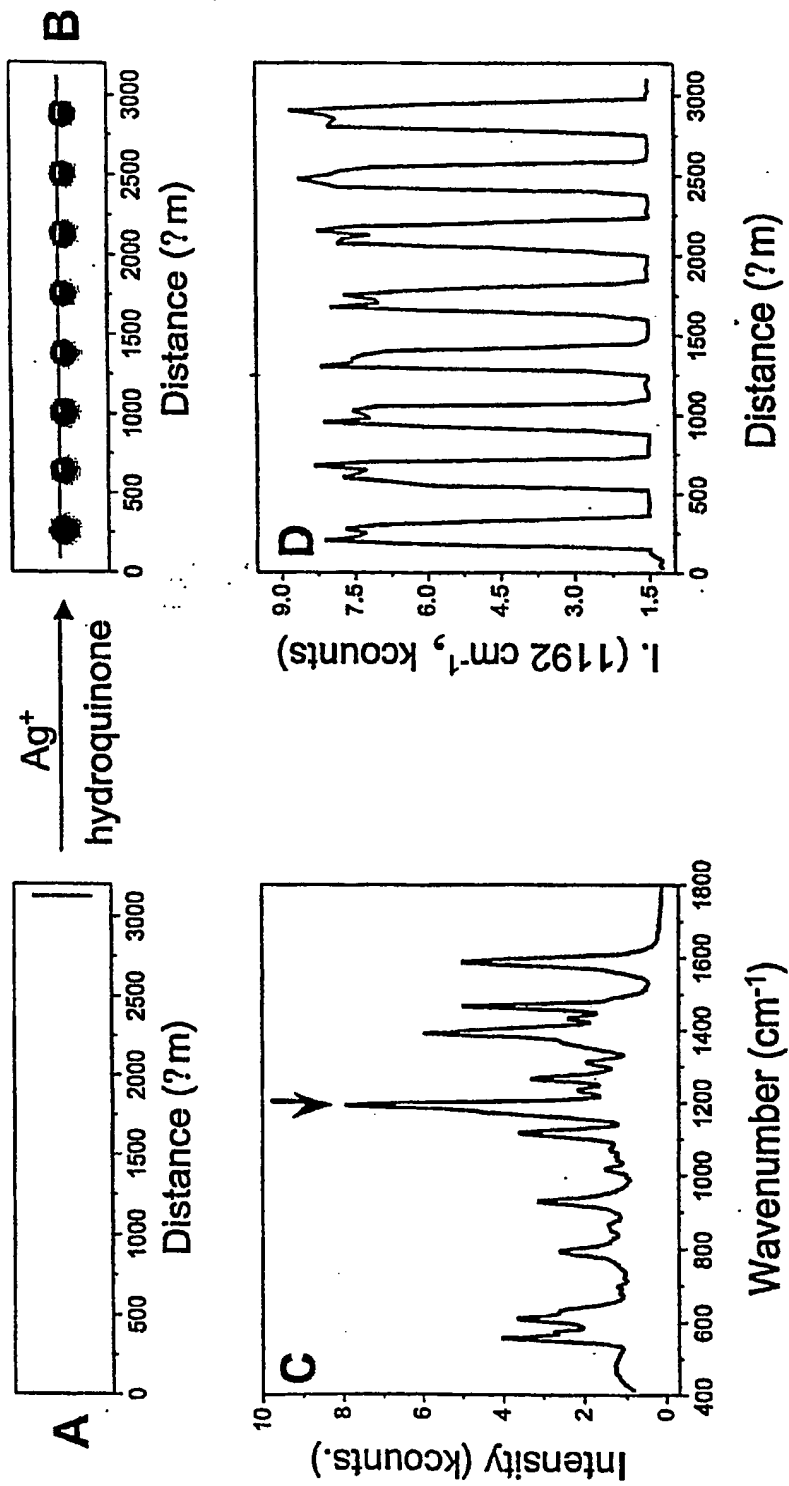 A
0 500 1000 1500 2000 2500 3000
Distance (?m)
Ag+
hydroquinone
B
0 500 1000 1500 2000 2500 3000
Distance (?m)
C
10
8
6
4
2
0
Intensity (kcounts.)
400 600 800 1000 1200 1400 1600 1800
Wavenumber (cm-1)
D
9.0
7.5
6.0
4.5
3.0
1.5
I. (1192 cm-1, kcounts)
0 500 1000 1500 2000 2500 3000
Distance (?m)